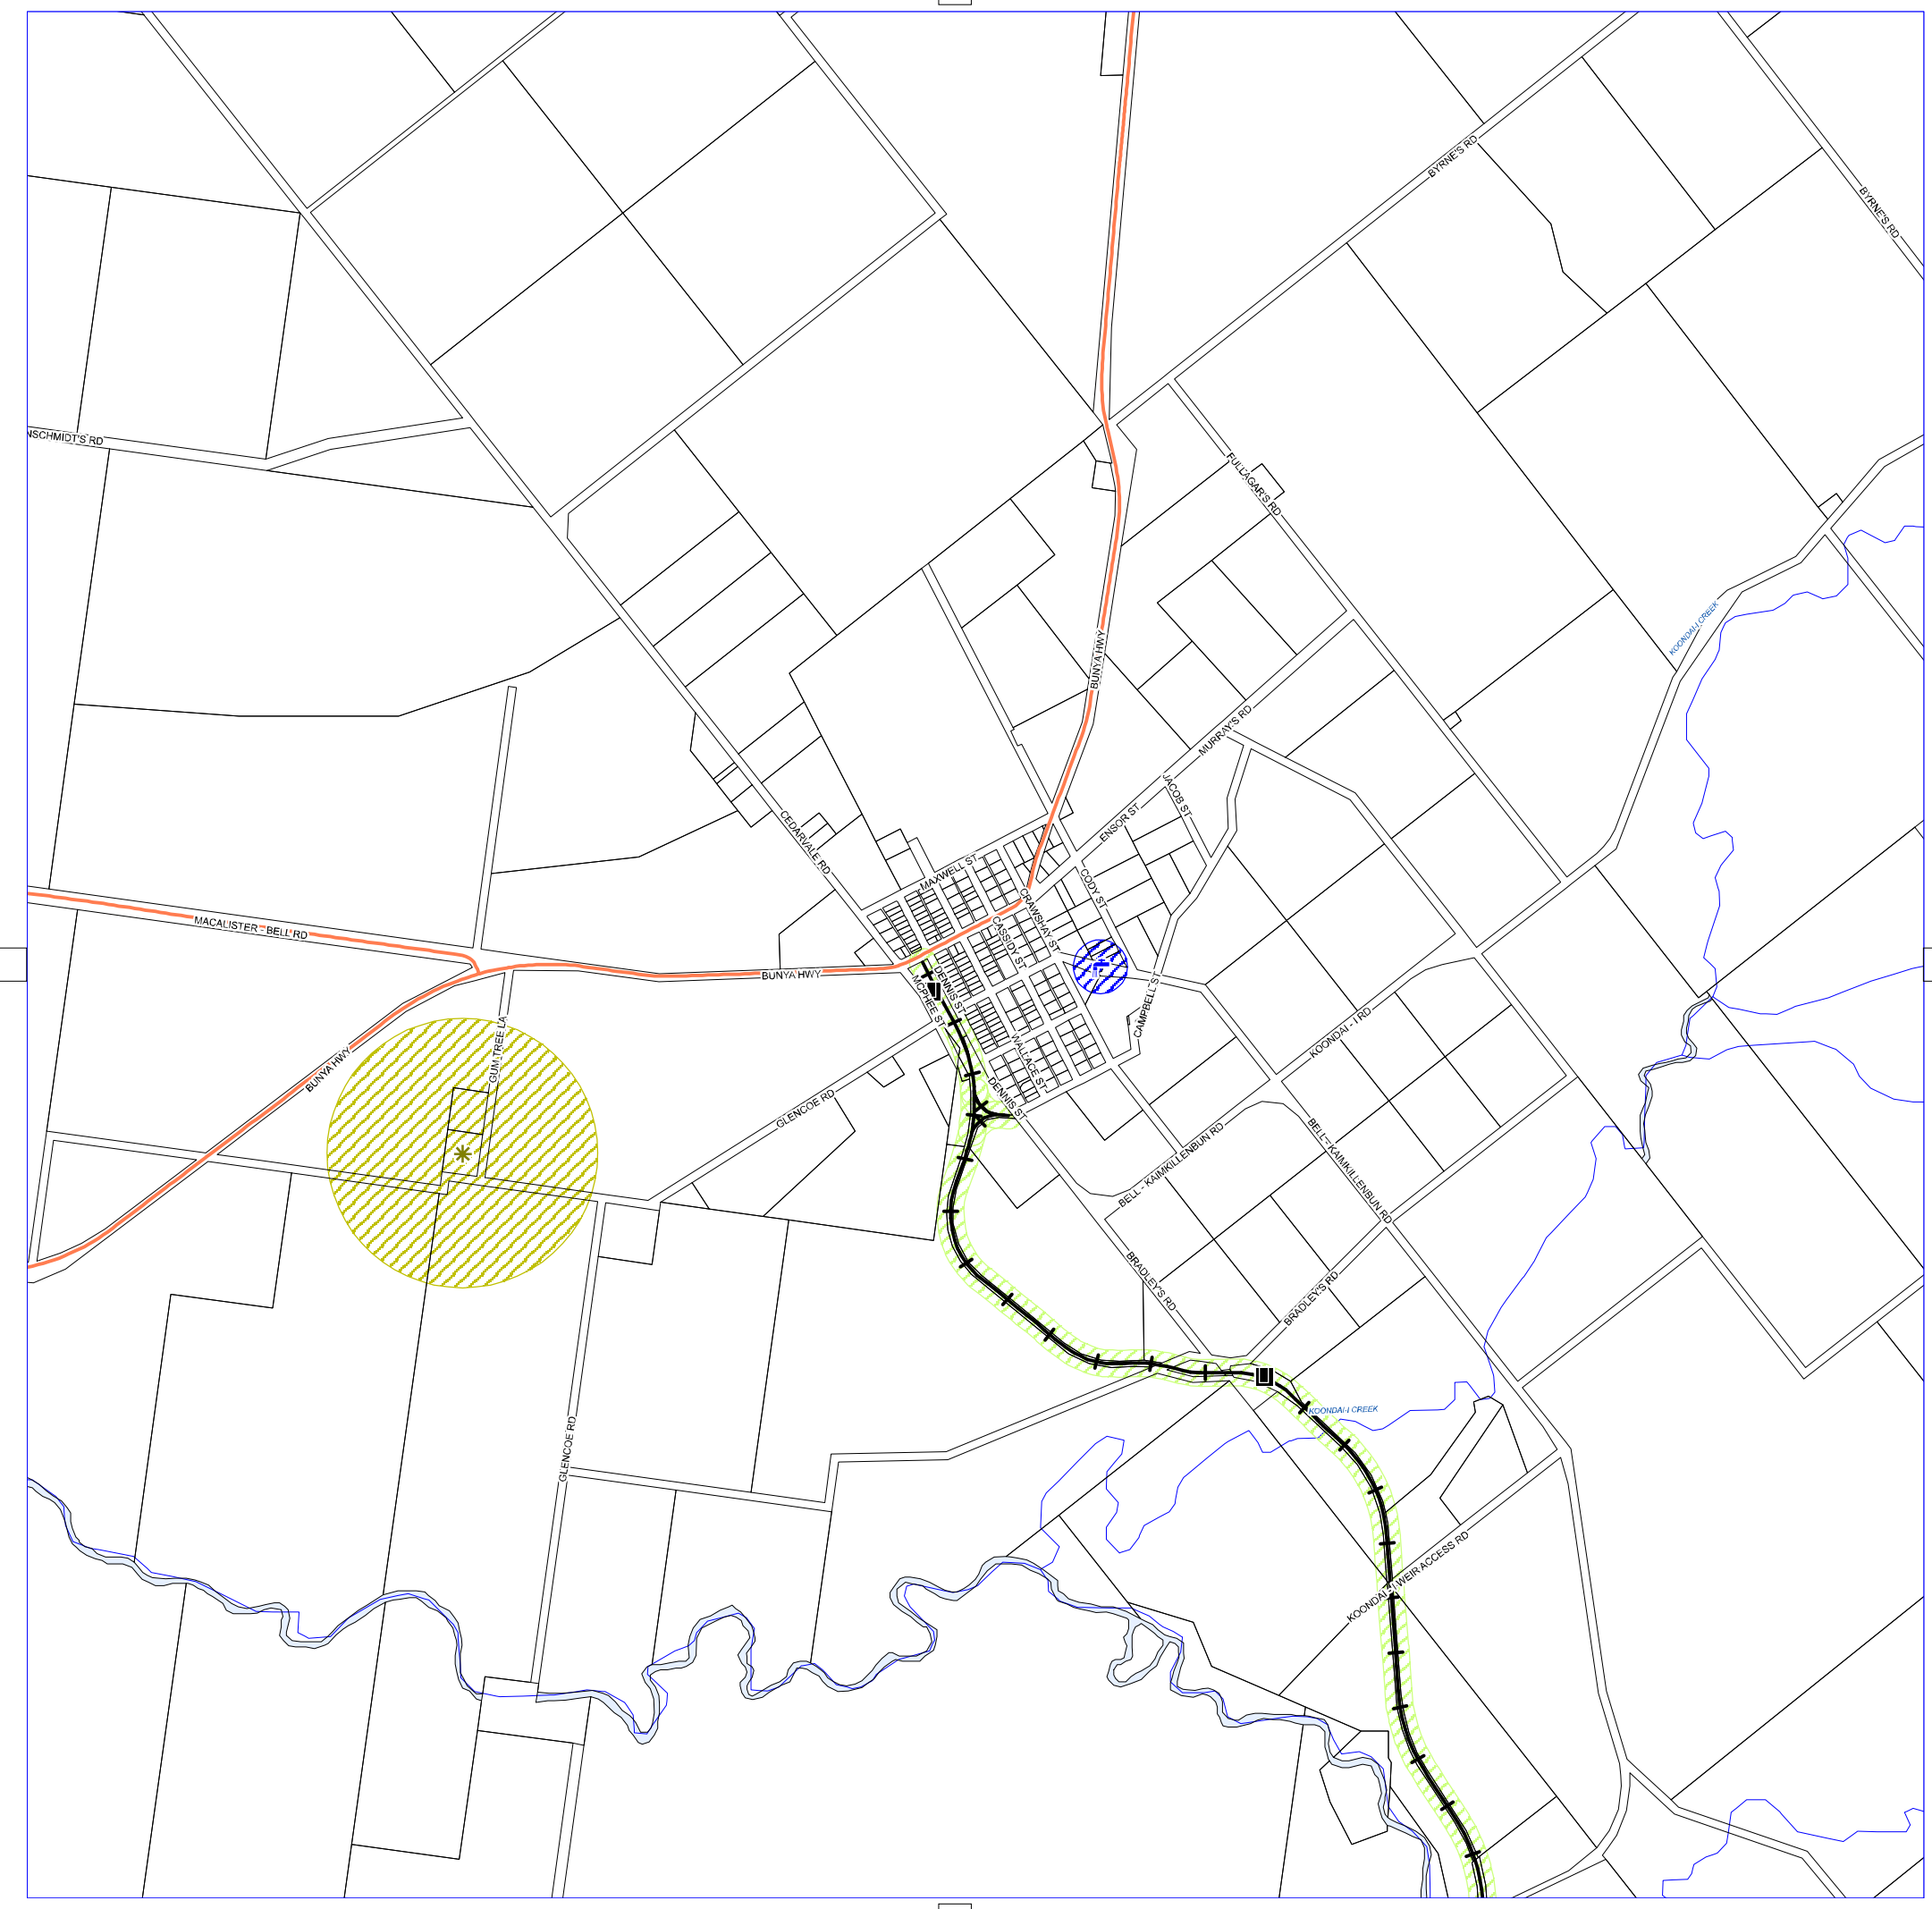 BYRNE'S RD
BYRNE'S RD
NSCHMIDT'S RD
FULLAGAR'S RD
KOONDAI-I CREEK
BUNYA HWY
MURRAY'S RD
JACOB ST
ENSOR ST
CEDARVALE RD
MAXWELL ST
CODY ST
CRAWSHAY ST
CASSIDY ST
MACALISTER - BELL RD
BUNYA HWY
DENNIS ST
MCPHEE ST
CAMPBELL ST
KOONDAI - I RD
GUM TREE LA
BUNYA HWY
WALLACE ST
DENNIS ST
GLENCOE RD
BELL - KAIMKILLENBUN RD
BELL - KAIMKILLENBUN RD
BRADLEY'S RD
BRADLEY'S RD
KOONDAI-I CREEK
GLENCOE RD
KOONDAI - I WEIR ACCESS RD